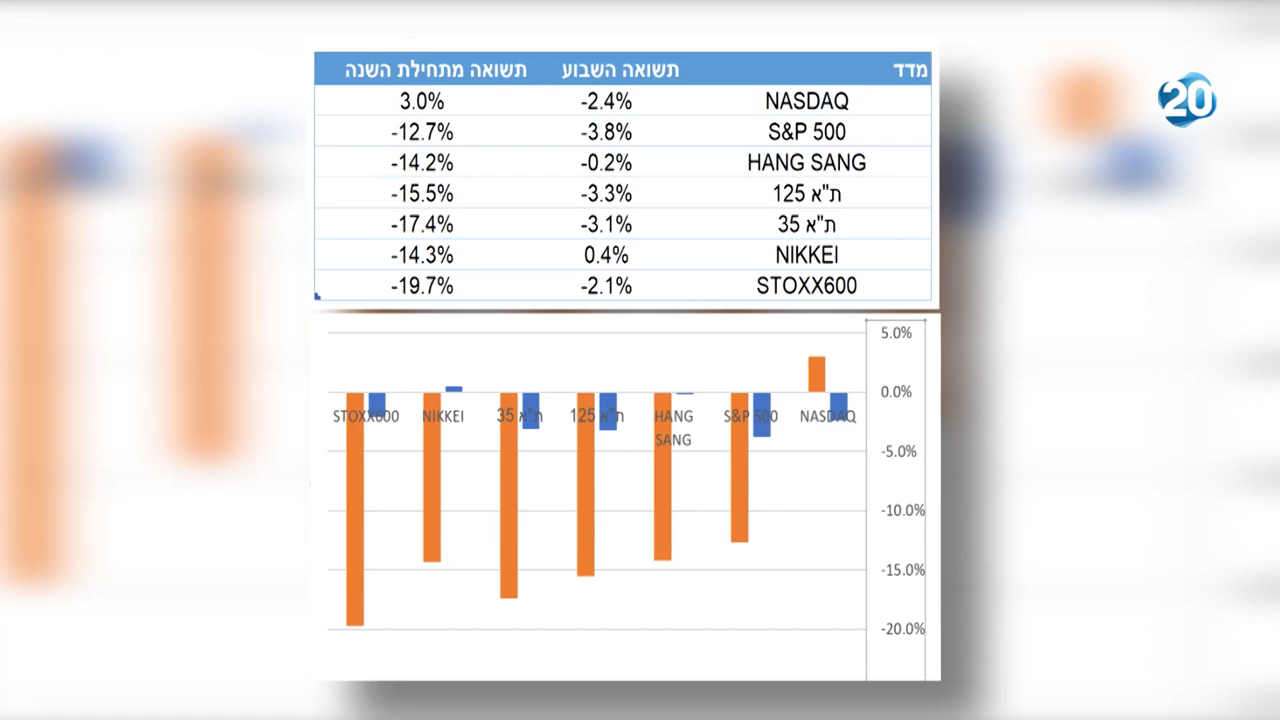 מדד תשואה השבוע תשואה מתחילת השנה
NASDAQ -2.4% 3.0%
S&P 500 -3.8% -12.7%
HANG SANG -0.2% -14.2%
ת"א 125 -3.3% -15.5%
ת"א 35 -3.1% -17.4%
NIKKEI 0.4% -14.3%
STOXX600 -2.1% -19.7%
20
5.0%
0.0%
STOXX600 NIKKEI ת"א 35 ת"א 125 HANG SANG S&P 500 NASDAQ
-5.0%
-10.0%
-15.0%
-20.0%